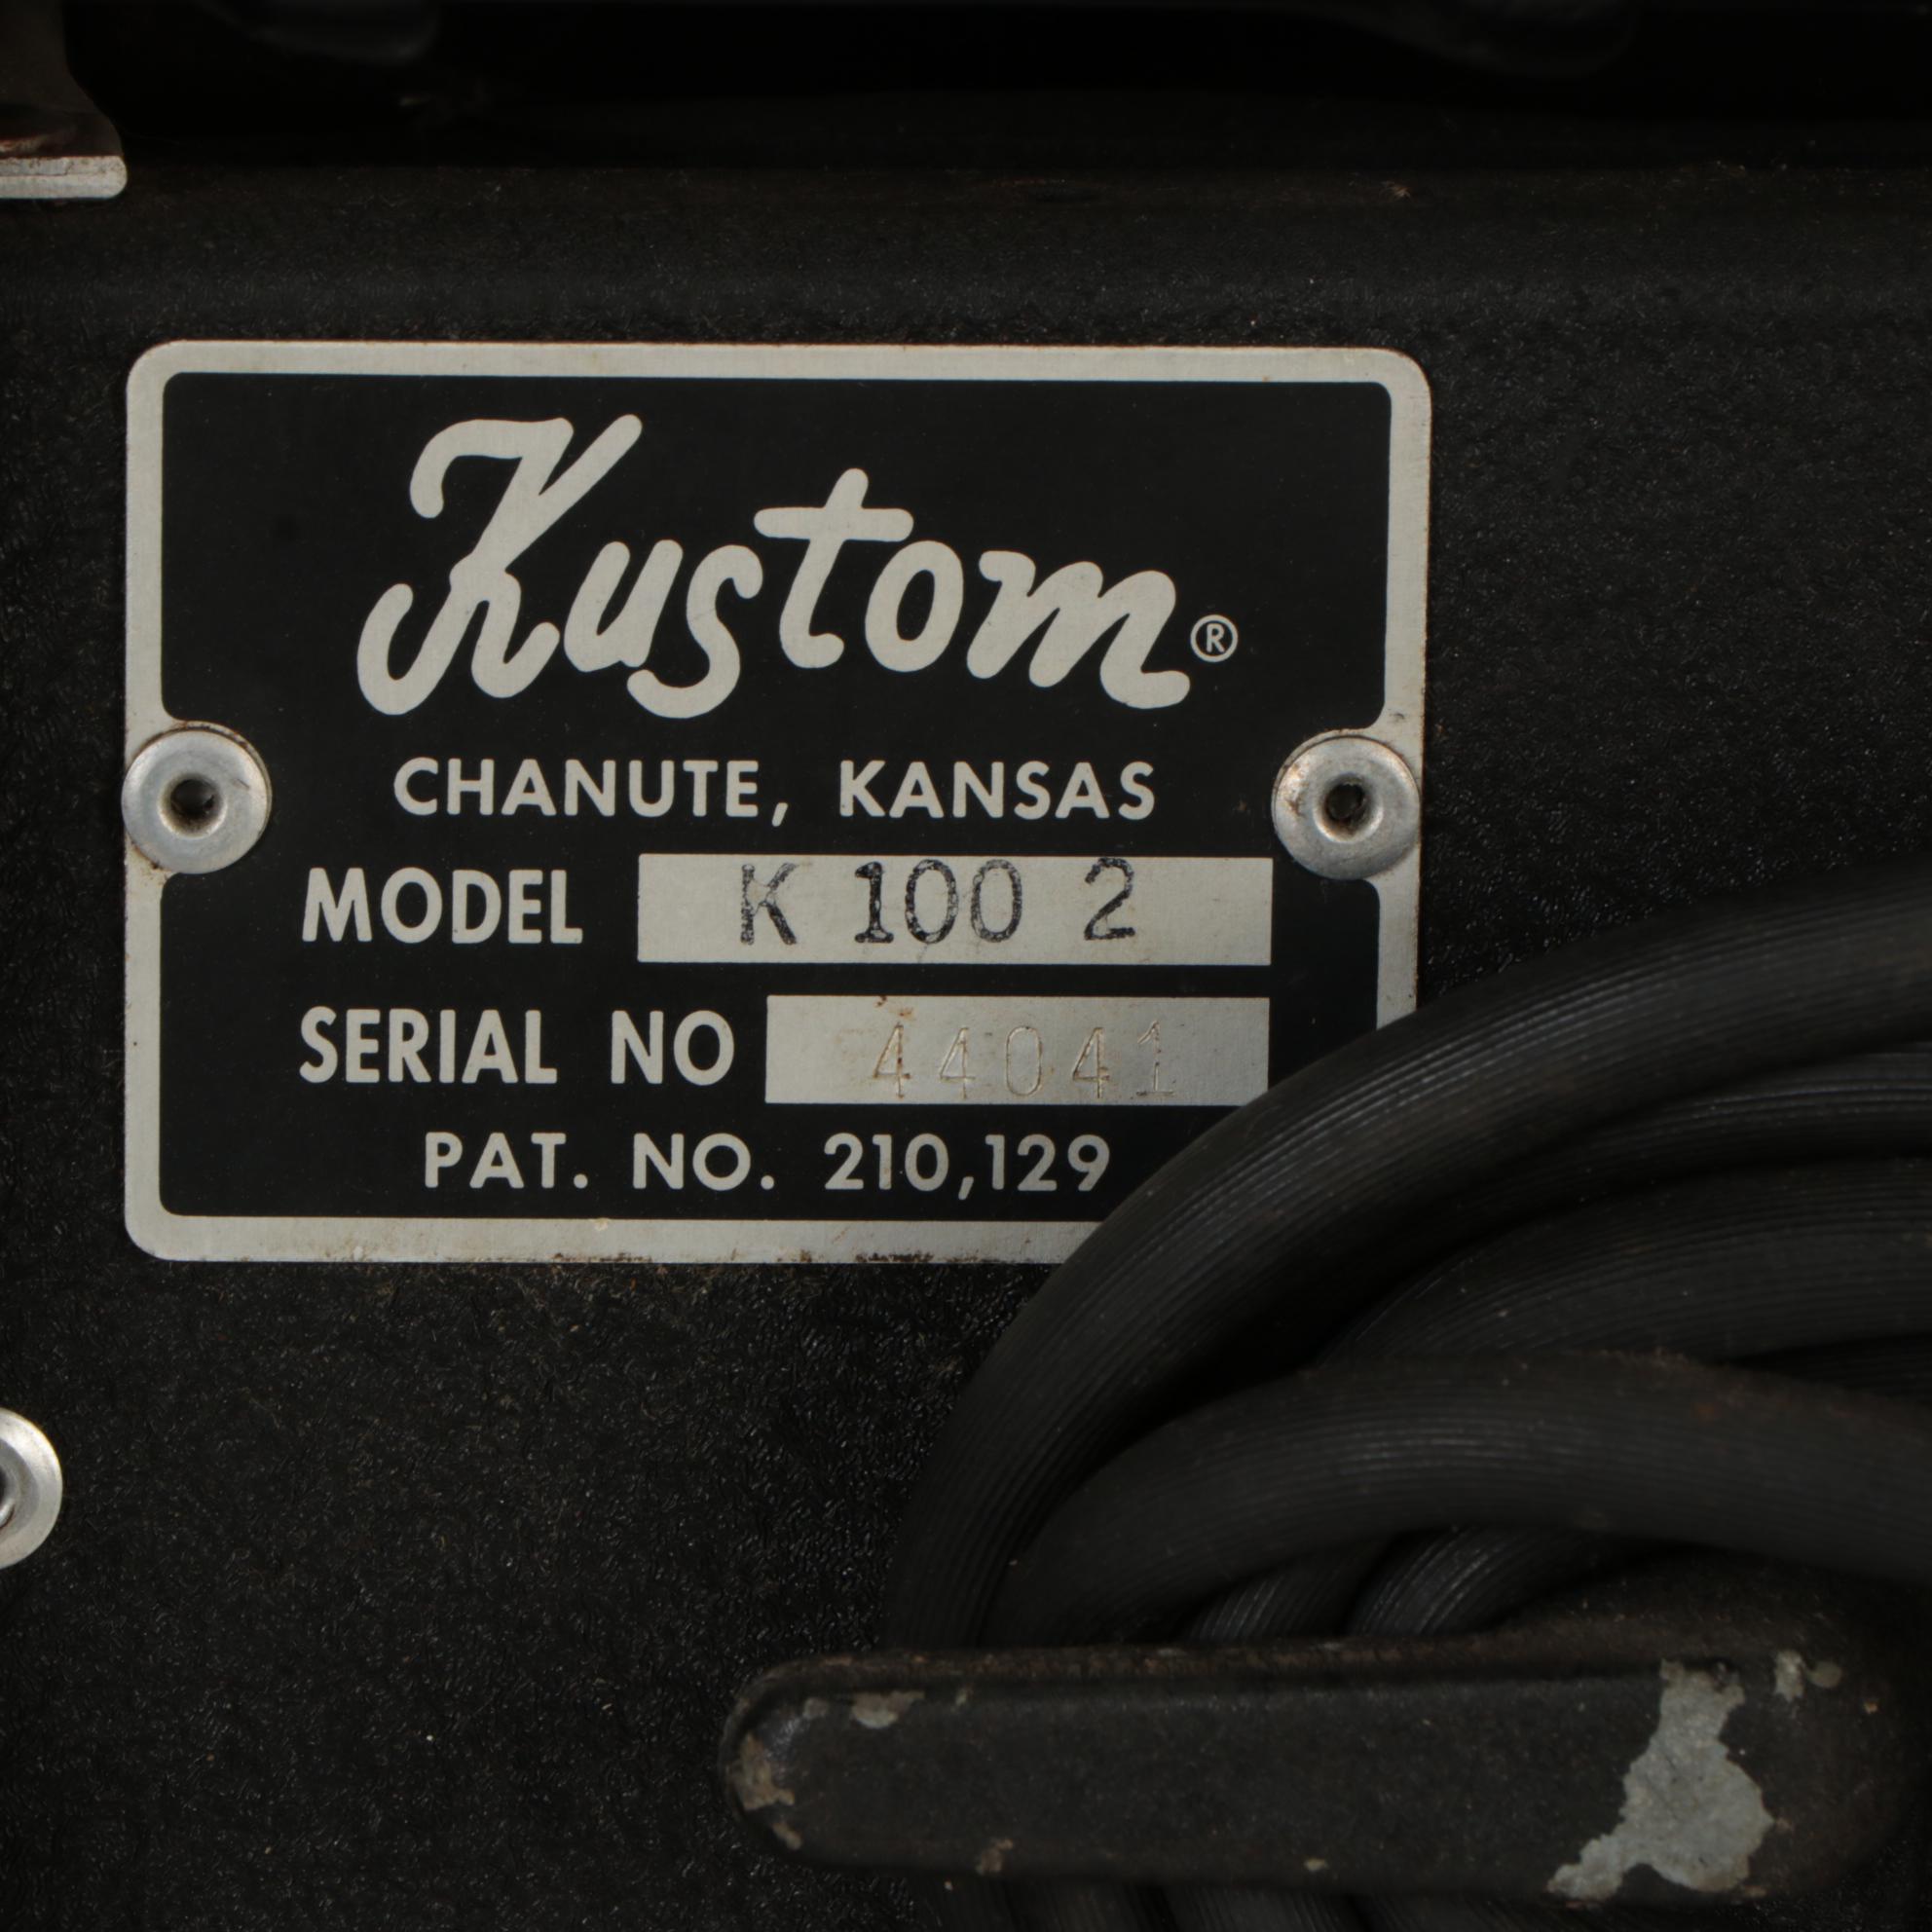 Kustom®
CHANUTE, KANSAS
MODEL K 100 2
SERIAL NO 44041
PAT. NO. 210,129